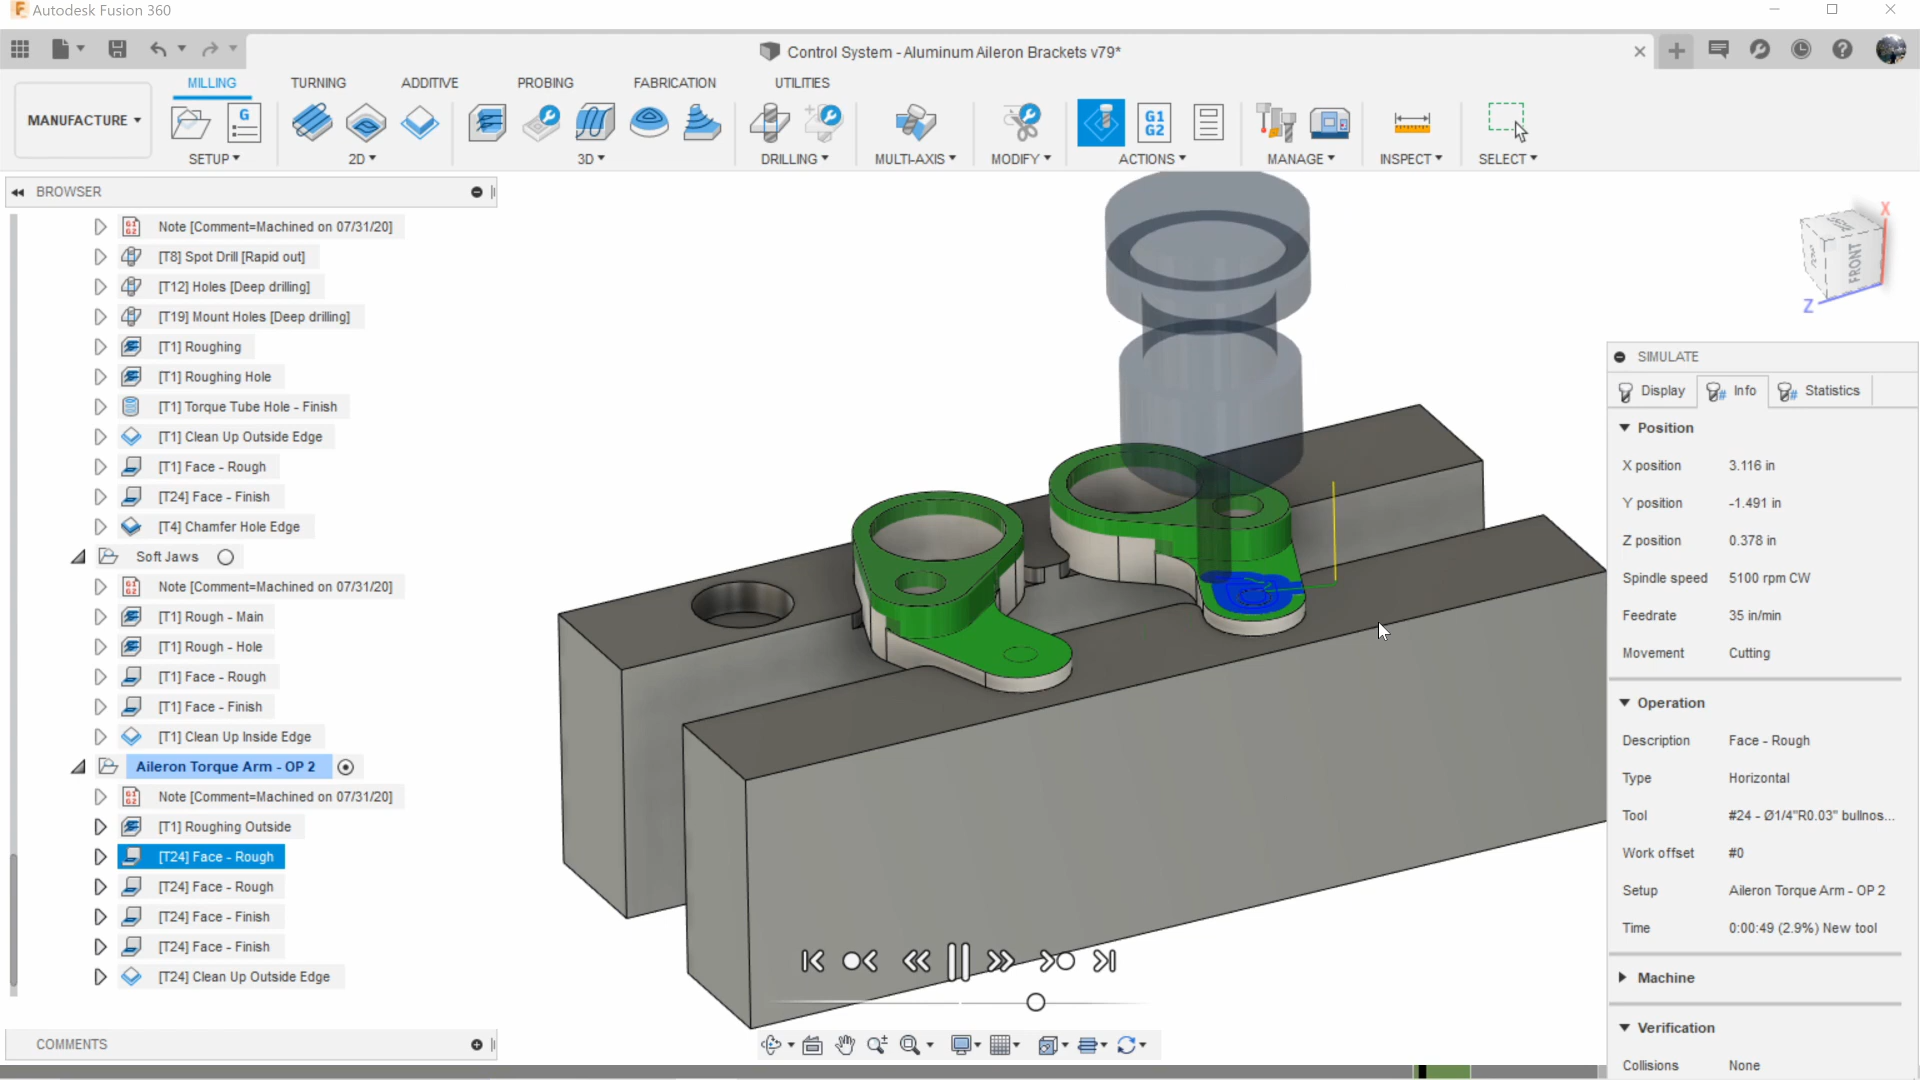 Autodesk Fusion 360
Control System - Aluminum Aileron Brackets v79*
MILLING TURNING ADDITIVE PROBING FABRICATION UTILITIES
MANUFACTURE
G
G1
G2
SETUP 2D 3D DRILLING MULTI-AXIS MODIFY ACTIONS MANAGE INSPECT SELECT
BROWSER
Note [Comment=Machined on 07/31/20]
[T8] Spot Drill [Rapid out]
[T12] Holes [Deep drilling]
[T19] Mount Holes [Deep drilling]
[T1] Roughing
[T1] Roughing Hole
[T1] Torque Tube Hole - Finish
[T1] Clean Up Outside Edge
[T1] Face - Rough
[T24] Face - Finish
[T4] Chamfer Hole Edge
Soft Jaws
Note [Comment=Machined on 07/31/20]
[T1] Rough - Main
[T1] Rough - Hole
[T1] Face - Rough
[T1] Face - Finish
[T1] Clean Up Inside Edge
Aileron Torque Arm - OP 2
Note [Comment=Machined on 07/31/20]
[T1] Roughing Outside
[T24] Face - Rough
[T24] Face - Rough
[T24] Face - Finish
[T24] Face - Finish
[T24] Clean Up Outside Edge
COMMENTS
X
FRONT
Z
SIMULATE
Display Info Statistics
Position
X position 3.116 in
Y position -1.491 in
Z position 0.378 in
Spindle speed 5100 rpm CW
Feedrate 35 in/min
Movement Cutting
Operation
Description Face - Rough
Type Horizontal
Tool #24 - Ø1/4"R0.03" bullnos...
Work offset #0
Setup Aileron Torque Arm - OP 2
Time 0:00:49 (2.9%) New tool
Machine
Verification
Collisions None